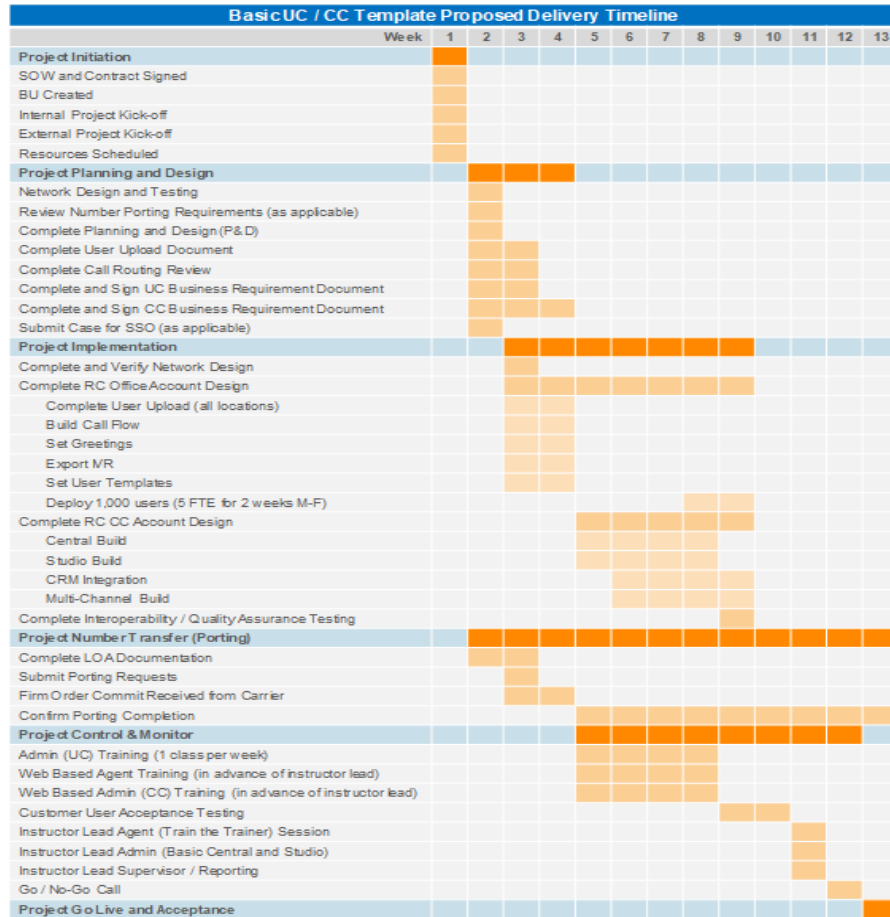 Basic UC / CC Template Proposed Delivery Timeline
Week 1 2 3 4 5 6 7 8 9 10 11 12 13
Project Initiation
SOW and Contract Signed
BU Created
Internal Project Kick-off
External Project Kick-off
Resources Scheduled
Project Planning and Design
Network Design and Testing
Review Number Porting Requirements (as applicable)
Complete Planning and Design (P&D)
Complete User Upload Document
Complete Call Routing Review
Complete and Sign UC Business Requirement Document
Complete and Sign CC Business Requirement Document
Submit Case for SSO (as applicable)
Project Implementation
Complete and Verify Network Design
Complete RC Office Account Design
Complete User Upload (all locations)
Build Call Flow
Set Greetings
Export IVR
Set User Templates
Deploy 1,000 users (5 FTE for 2 weeks M-F)
Complete RC CC Account Design
Central Build
Studio Build
CRM Integration
Multi-Channel Build
Complete Interoperability / Quality Assurance Testing
Project Number Transfer (Porting)
Complete LOA Documentation
Submit Porting Requests
Firm Order Commit Received from Carrier
Confirm Porting Completion
Project Control & Monitor
Admin (UC) Training (1 class per week)
Web Based Agent Training (in advance of instructor lead)
Web Based Admin (CC) Training (in advance of instructor lead)
Customer User Acceptance Testing
Instructor Lead Agent (Train the Trainer) Session
Instructor Lead Admin (Basic Central and Studio)
Instructor Lead Supervisor / Reporting
Go / No-Go Call
Project Go Live and Acceptance